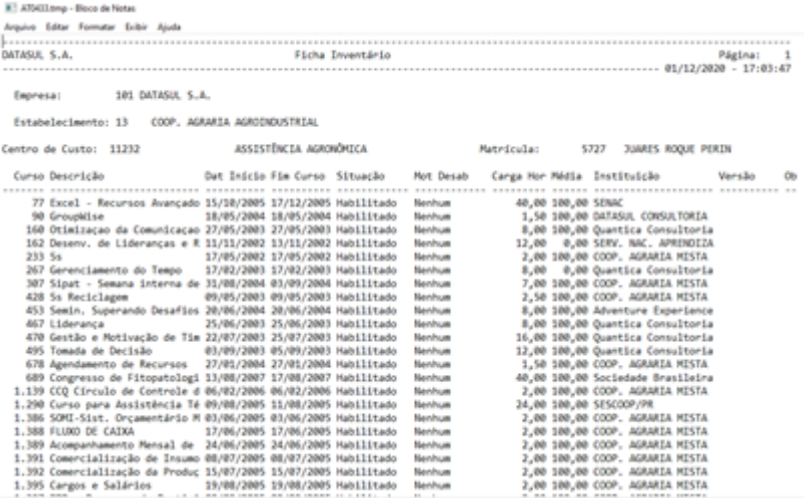 AT0433.tmp - Bloco de Notas
Arquivo Editar Formatar Exibir Ajuda
DATASUL S.A. Ficha Inventário Página: 1
01/12/2020 - 17:03:47
Empresa: 101 DATASUL S.A.
Estabelecimento: 13 COOP. AGRARIA AGROINDUSTRIAL
Centro de Custo: 11232 ASSISTÊNCIA AGRONÔMICA Matrícula: 5727 JUARES ROQUE PERIN
Curso Descrição Dat Início Fim Curso Situação Mot Desab Carga Hor Média Instituição Versão Ob
77 Excel - Recursos Avançado 15/10/2005 17/12/2005 Habilitado Nenhum 40,00 100,00 SENAC
90 GroupWise 18/05/2004 18/05/2004 Habilitado Nenhum 1,50 100,00 DATASUL CONSULTORIA
160 Otimizaçao da Comunicaçao 27/05/2003 27/05/2003 Habilitado Nenhum 8,00 100,00 Quantica Consultoria
162 Desenv. de Lideranças e R 11/11/2002 13/11/2002 Habilitado Nenhum 12,00 0,00 SERV. NAC. APRENDIZA
233 5s 17/05/2002 17/05/2002 Habilitado Nenhum 2,00 100,00 COOP. AGRARIA MISTA
267 Gerenciamento do Tempo 17/02/2003 17/02/2003 Habilitado Nenhum 8,00 0,00 Quantica Consultoria
307 Sipat - Semana interna de 31/08/2004 03/09/2004 Habilitado Nenhum 7,00 100,00 COOP. AGRARIA MISTA
428 5s Reciclagem 09/05/2003 09/05/2003 Habilitado Nenhum 2,50 100,00 COOP. AGRARIA MISTA
453 Semin. Superando Desafios 20/06/2004 20/06/2004 Habilitado Nenhum 8,00 100,00 Adventure Experience
467 Liderança 25/06/2003 25/06/2003 Habilitado Nenhum 8,00 100,00 Quantica Consultoria
470 Gestão e Motivação de Tim 22/07/2003 25/07/2003 Habilitado Nenhum 16,00 100,00 Quantica Consultoria
495 Tomada de Decisão 03/09/2003 05/09/2003 Habilitado Nenhum 12,00 100,00 Quantica Consultoria
678 Agendamento de Recursos 27/01/2004 27/01/2004 Habilitado Nenhum 1,50 100,00 COOP. AGRARIA MISTA
689 Congresso de Fitopatologi 13/08/2007 17/08/2007 Habilitado Nenhum 40,00 100,00 Sociedade Brasileira
1.139 CCQ Círculo de Controle d 06/02/2006 06/02/2006 Habilitado Nenhum 2,00 100,00 COOP. AGRARIA MISTA
1.290 Curso para Assistência Té 09/08/2005 11/08/2005 Habilitado Nenhum 24,00 100,00 SESCOOP/PR
1.386 SOMI-Sist. Orçamentário M 03/06/2005 03/06/2005 Habilitado Nenhum 2,00 100,00 COOP. AGRARIA MISTA
1.388 FLUXO DE CAIXA 17/06/2005 17/06/2005 Habilitado Nenhum 2,00 100,00 COOP. AGRARIA MISTA
1.389 Acompanhamento Mensal de 24/06/2005 24/06/2005 Habilitado Nenhum 2,00 100,00 COOP. AGRARIA MISTA
1.391 Comercialização de Insumo 08/07/2005 08/07/2005 Habilitado Nenhum 2,00 100,00 COOP. AGRARIA MISTA
1.392 Comercialização da Produç 15/07/2005 15/07/2005 Habilitado Nenhum 2,00 100,00 COOP. AGRARIA MISTA
1.395 Cargos e Salários 19/08/2005 19/08/2005 Habilitado Nenhum 2,00 100,00 COOP. AGRARIA MISTA